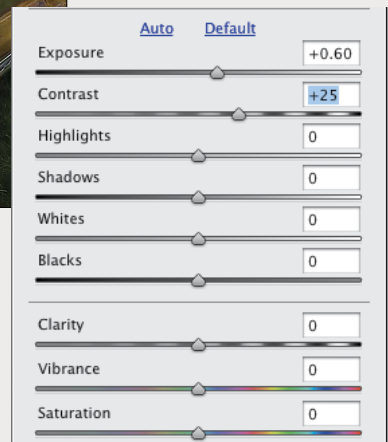 Auto Default
Exposure +0.60
Contrast +25
Highlights 0
Shadows 0
Whites 0
Blacks 0
Clarity 0
Vibrance 0
Saturation 0